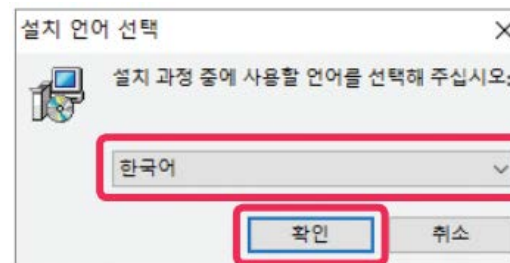 설치 언어 선택
설치 과정 중에 사용할 언어를 선택해 주십시오:
한국어
확인
취소